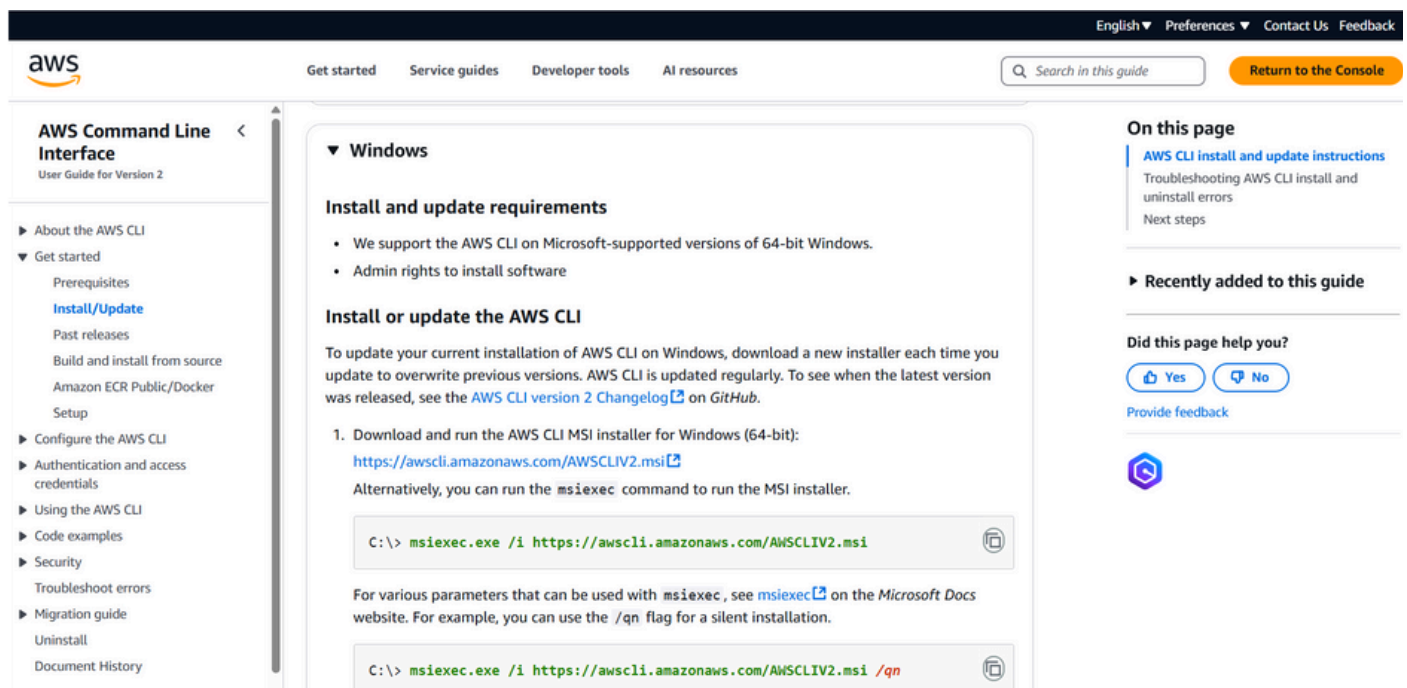 English Preferences Contact Us Feedback
aws
Get started Service guides Developer tools AI resources
Search in this guide
Return to the Console
AWS Command Line
Interface
User Guide for Version 2
About the AWS CLI
Get started
Prerequisites
Install/Update
Past releases
Build and install from source
Amazon ECR Public/Docker
Setup
Configure the AWS CLI
Authentication and access
credentials
Using the AWS CLI
Code examples
Security
Troubleshoot errors
Migration guide
Uninstall
Document History
Windows
Install and update requirements
• We support the AWS CLI on Microsoft-supported versions of 64-bit Windows.
• Admin rights to install software
Install or update the AWS CLI
To update your current installation of AWS CLI on Windows, download a new installer each time you
update to overwrite previous versions. AWS CLI is updated regularly. To see when the latest version
was released, see the AWS CLI version 2 Changelog on GitHub.
1. Download and run the AWS CLI MSI installer for Windows (64-bit):
https://awscli.amazonaws.com/AWSCLIV2.msi
Alternatively, you can run the msiexec command to run the MSI installer.
C:\> msiexec.exe /i https://awscli.amazonaws.com/AWSCLIV2.msi
For various parameters that can be used with msiexec, see msiexec on the Microsoft Docs
website. For example, you can use the /qn flag for a silent installation.
C:\> msiexec.exe /i https://awscli.amazonaws.com/AWSCLIV2.msi /qn
On this page
AWS CLI install and update instructions
Troubleshooting AWS CLI install and
uninstall errors
Next steps
Recently added to this guide
Did this page help you?
Yes No
Provide feedback